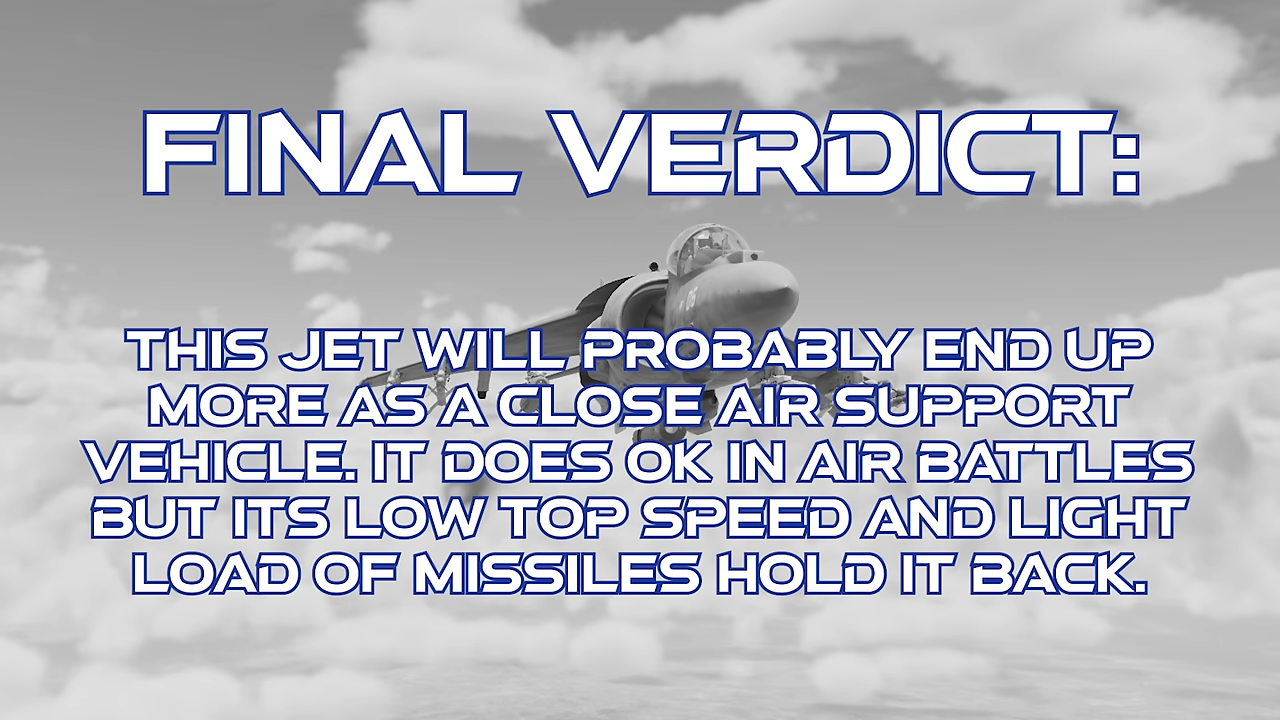 FINAL VERDICT:
THIS JET WILL PROBABLY END UP
MORE AS A CLOSE AIR SUPPORT
VEHICLE. IT DOES OK IN AIR BATTLES
BUT ITS LOW TOP SPEED AND LIGHT
LOAD OF MISSILES HOLD IT BACK.